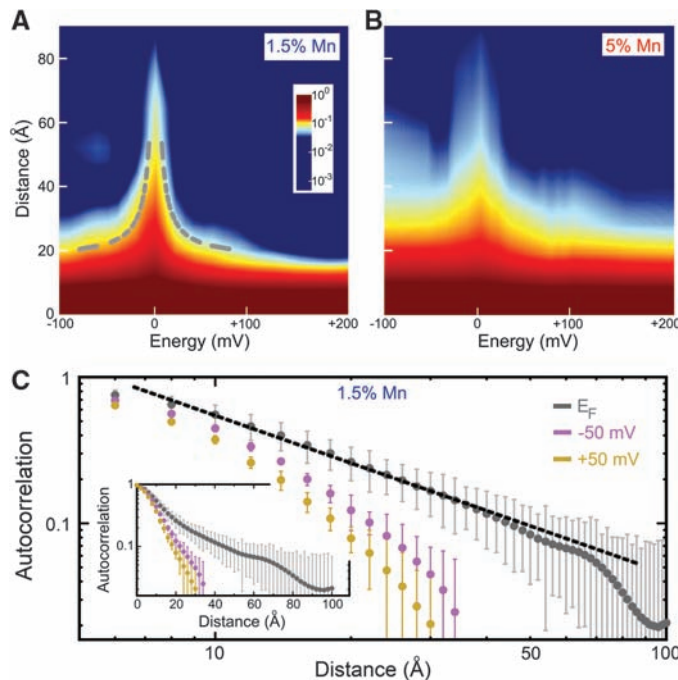 A
1.5% Mn
B
5% Mn
Distance (Å)
80
60
40
20
0
10⁰
10⁻¹
10⁻²
10⁻³
-100
0
+100
+200
Energy (mV)
-100
0
+100
+200
Energy (mV)
C
1.5% Mn
Autocorrelation
1
0.1
E_F
-50 mV
+50 mV
Autocorrelation
1
0.1
0 20 40 60 80 100
Distance (Å)
10
50
100
Distance (Å)